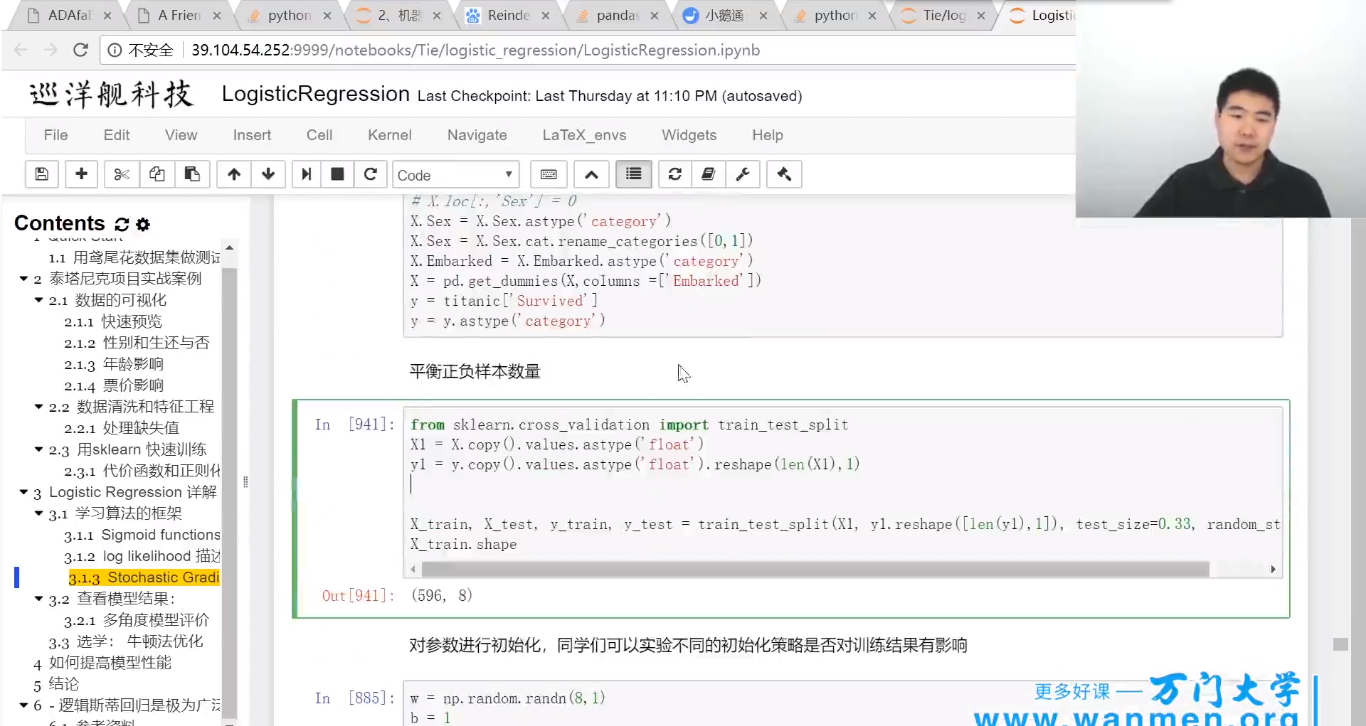 ADAfaE
A Frien
python
2、机器
Reinde
panda
小鹅通
python
Tie/log
Logisti
不安全 39.104.54.252:9999/notebooks/Tie/logistic_regression/LogisticRegression.ipynb
巡洋舰科技 LogisticRegression Last Checkpoint: Last Thursday at 11:10 PM (autosaved)
File Edit View Insert Cell Kernel Navigate LaTeX_envs Widgets Help
Code
Contents
1 Quick Start
1.1 用鸢尾花数据集做测试
2 泰塔尼克项目实战案例
2.1 数据的可视化
2.1.1 快速预览
2.1.2 性别和生还与否
2.1.3 年龄影响
2.1.4 票价影响
2.2 数据清洗和特征工程
2.2.1 处理缺失值
2.3 用sklearn 快速训练
2.3.1 代价函数和正则化
3 Logistic Regression 详解
3.1 学习算法的框架
3.1.1 Sigmoid functions
3.1.2 log likelihood 描述
3.1.3 Stochastic Gradi
3.2 查看模型结果：
3.2.1 多角度模型评价
3.3 选学： 牛顿法优化
4 如何提高模型性能
5 结论
6 - 逻辑斯蒂回归是极为广泛
6.1 参考资料
# X.loc[:,'Sex'] = 0
X.Sex = X.Sex.astype('category')
X.Sex = X.Sex.cat.rename_categories([0,1])
X.Embarked = X.Embarked.astype('category')
X = pd.get_dummies(X,columns =['Embarked'])
y = titanic['Survived']
y = y.astype('category')
平衡正负样本数量
In [941]: from sklearn.cross_validation import train_test_split
X1 = X.copy().values.astype('float')
y1 = y.copy().values.astype('float').reshape(len(X1),1)
X_train, X_test, y_train, y_test = train_test_split(X1, y1.reshape([len(y1),1]), test_size=0.33, random_st
X_train.shape
Out[941]: (596, 8)
对参数进行初始化，同学们可以实验不同的初始化策略是否对训练结果有影响
In [885]: w = np.random.randn(8,1)
b = 1
更多好课 — 万门大学
www.wanmen.org